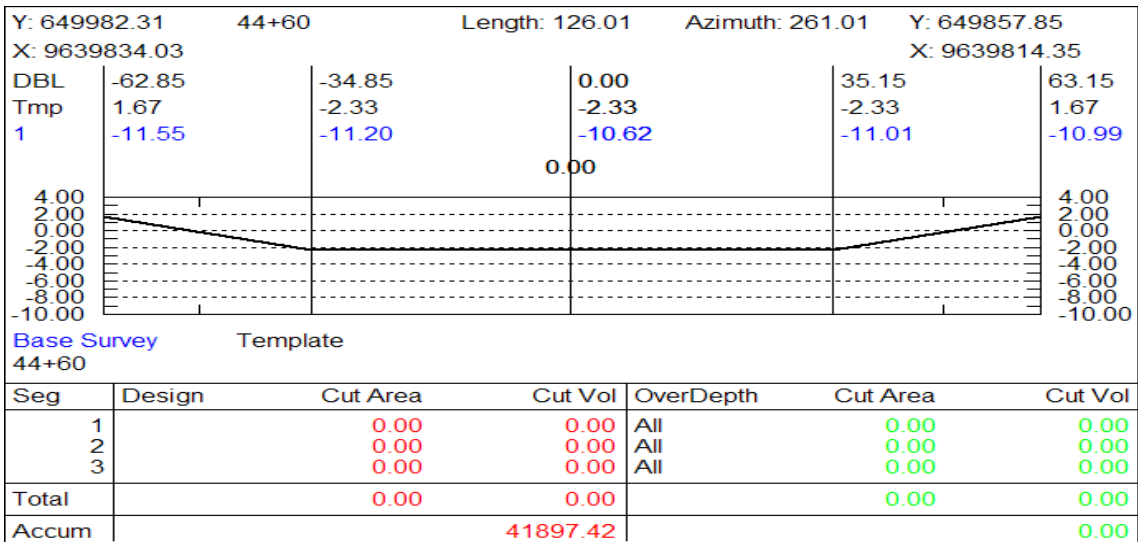 Y: 649982.31 44+60 Length: 126.01 Azimuth: 261.01 Y: 649857.85
X: 9639834.03 X: 9639814.35
DBL -62.85 -34.85 0.00 35.15 63.15
Tmp 1.67 -2.33 -2.33 -2.33 1.67
1 -11.55 -11.20 -10.62 -11.01 -10.99
0.00
4.00 4.00
2.00 2.00
0.00 0.00
-2.00 -2.00
-4.00 -4.00
-6.00 -6.00
-8.00 -8.00
-10.00 -10.00
Base Survey Template
44+60
Seg Design Cut Area Cut Vol OverDepth Cut Area Cut Vol
1 0.00 0.00 All 0.00 0.00
2 0.00 0.00 All 0.00 0.00
3 0.00 0.00 All 0.00 0.00
Total 0.00 0.00 0.00 0.00
Accum 41897.42 0.00